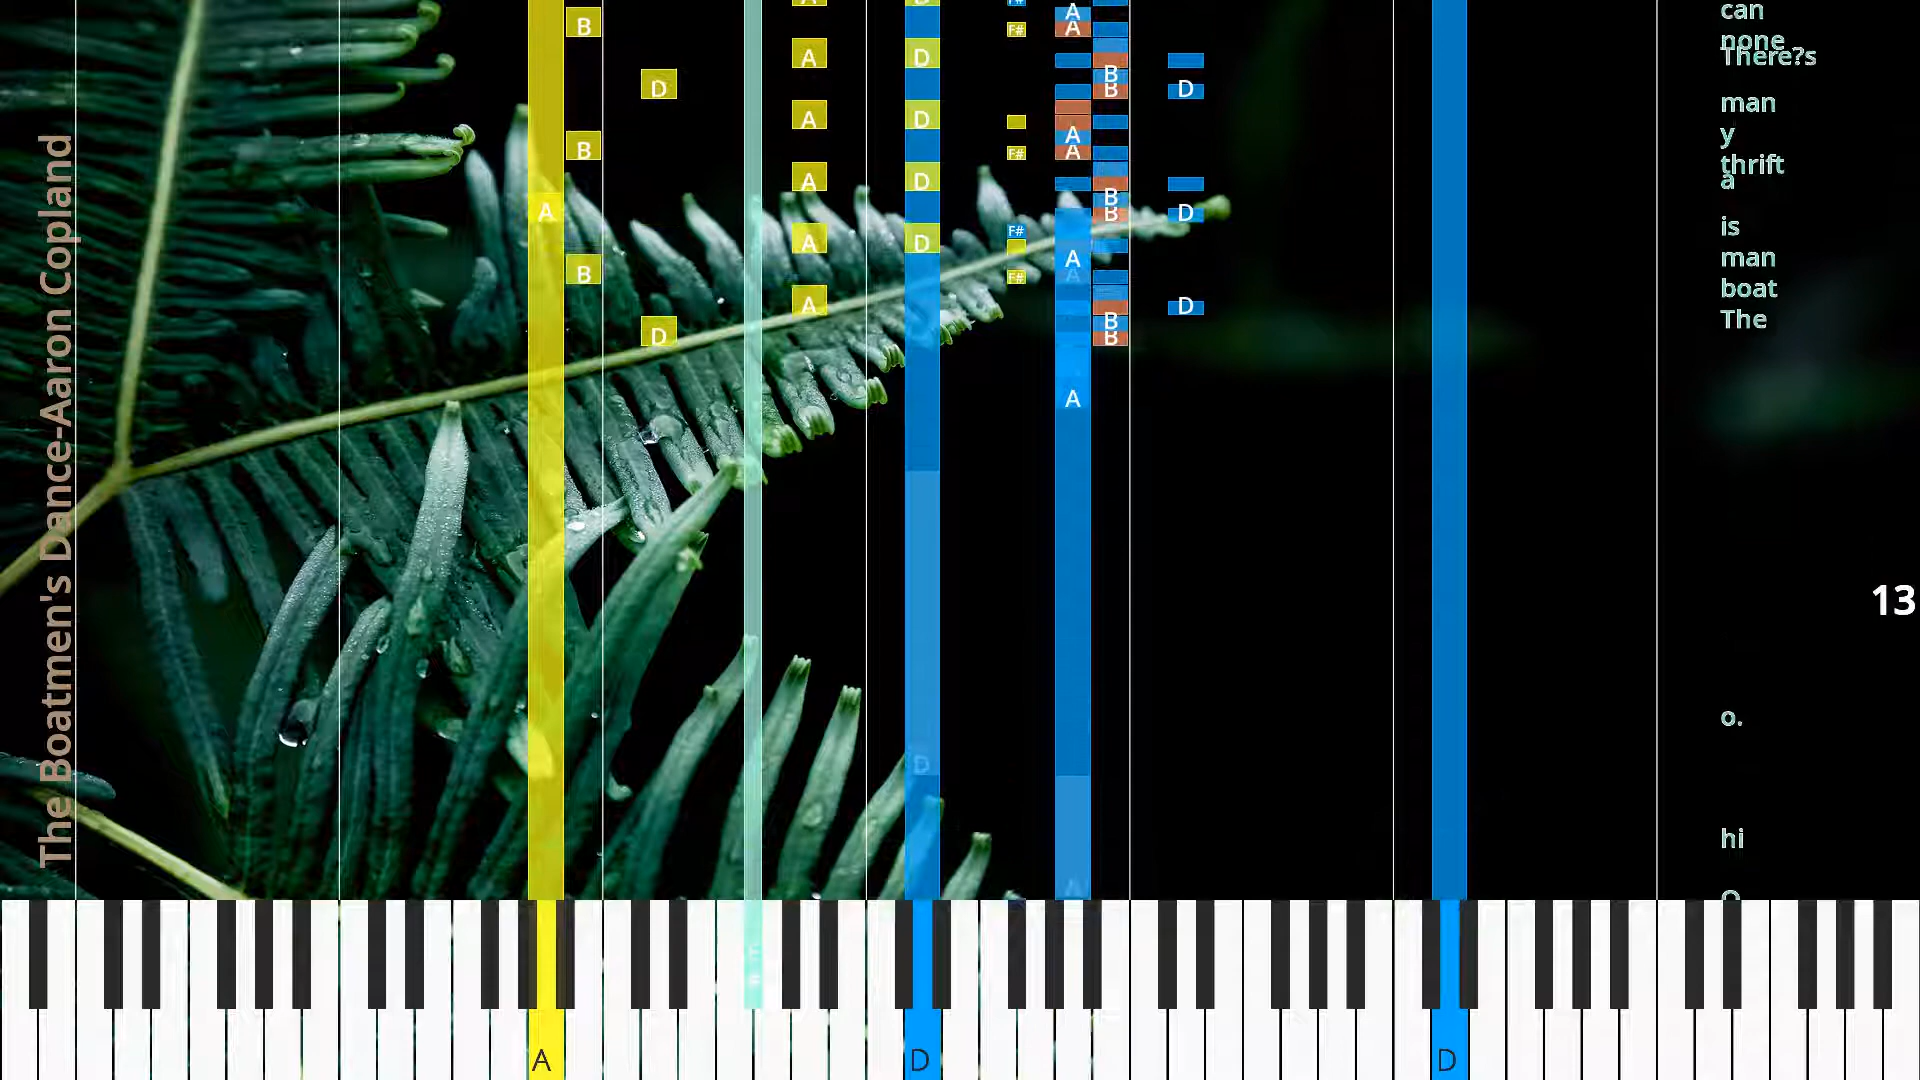 The Boatmen's Dance-Aaron Copland
can
none
There?s
man
y
thrift
a
is
man
boat
The
13
o.
hi
O
B A D F# A
F# A
A D
B
D B D
A D
A
B F# A
A D
B
A B D
F#
A D
B F# A
A D
D B
B
A
D
A
A D D